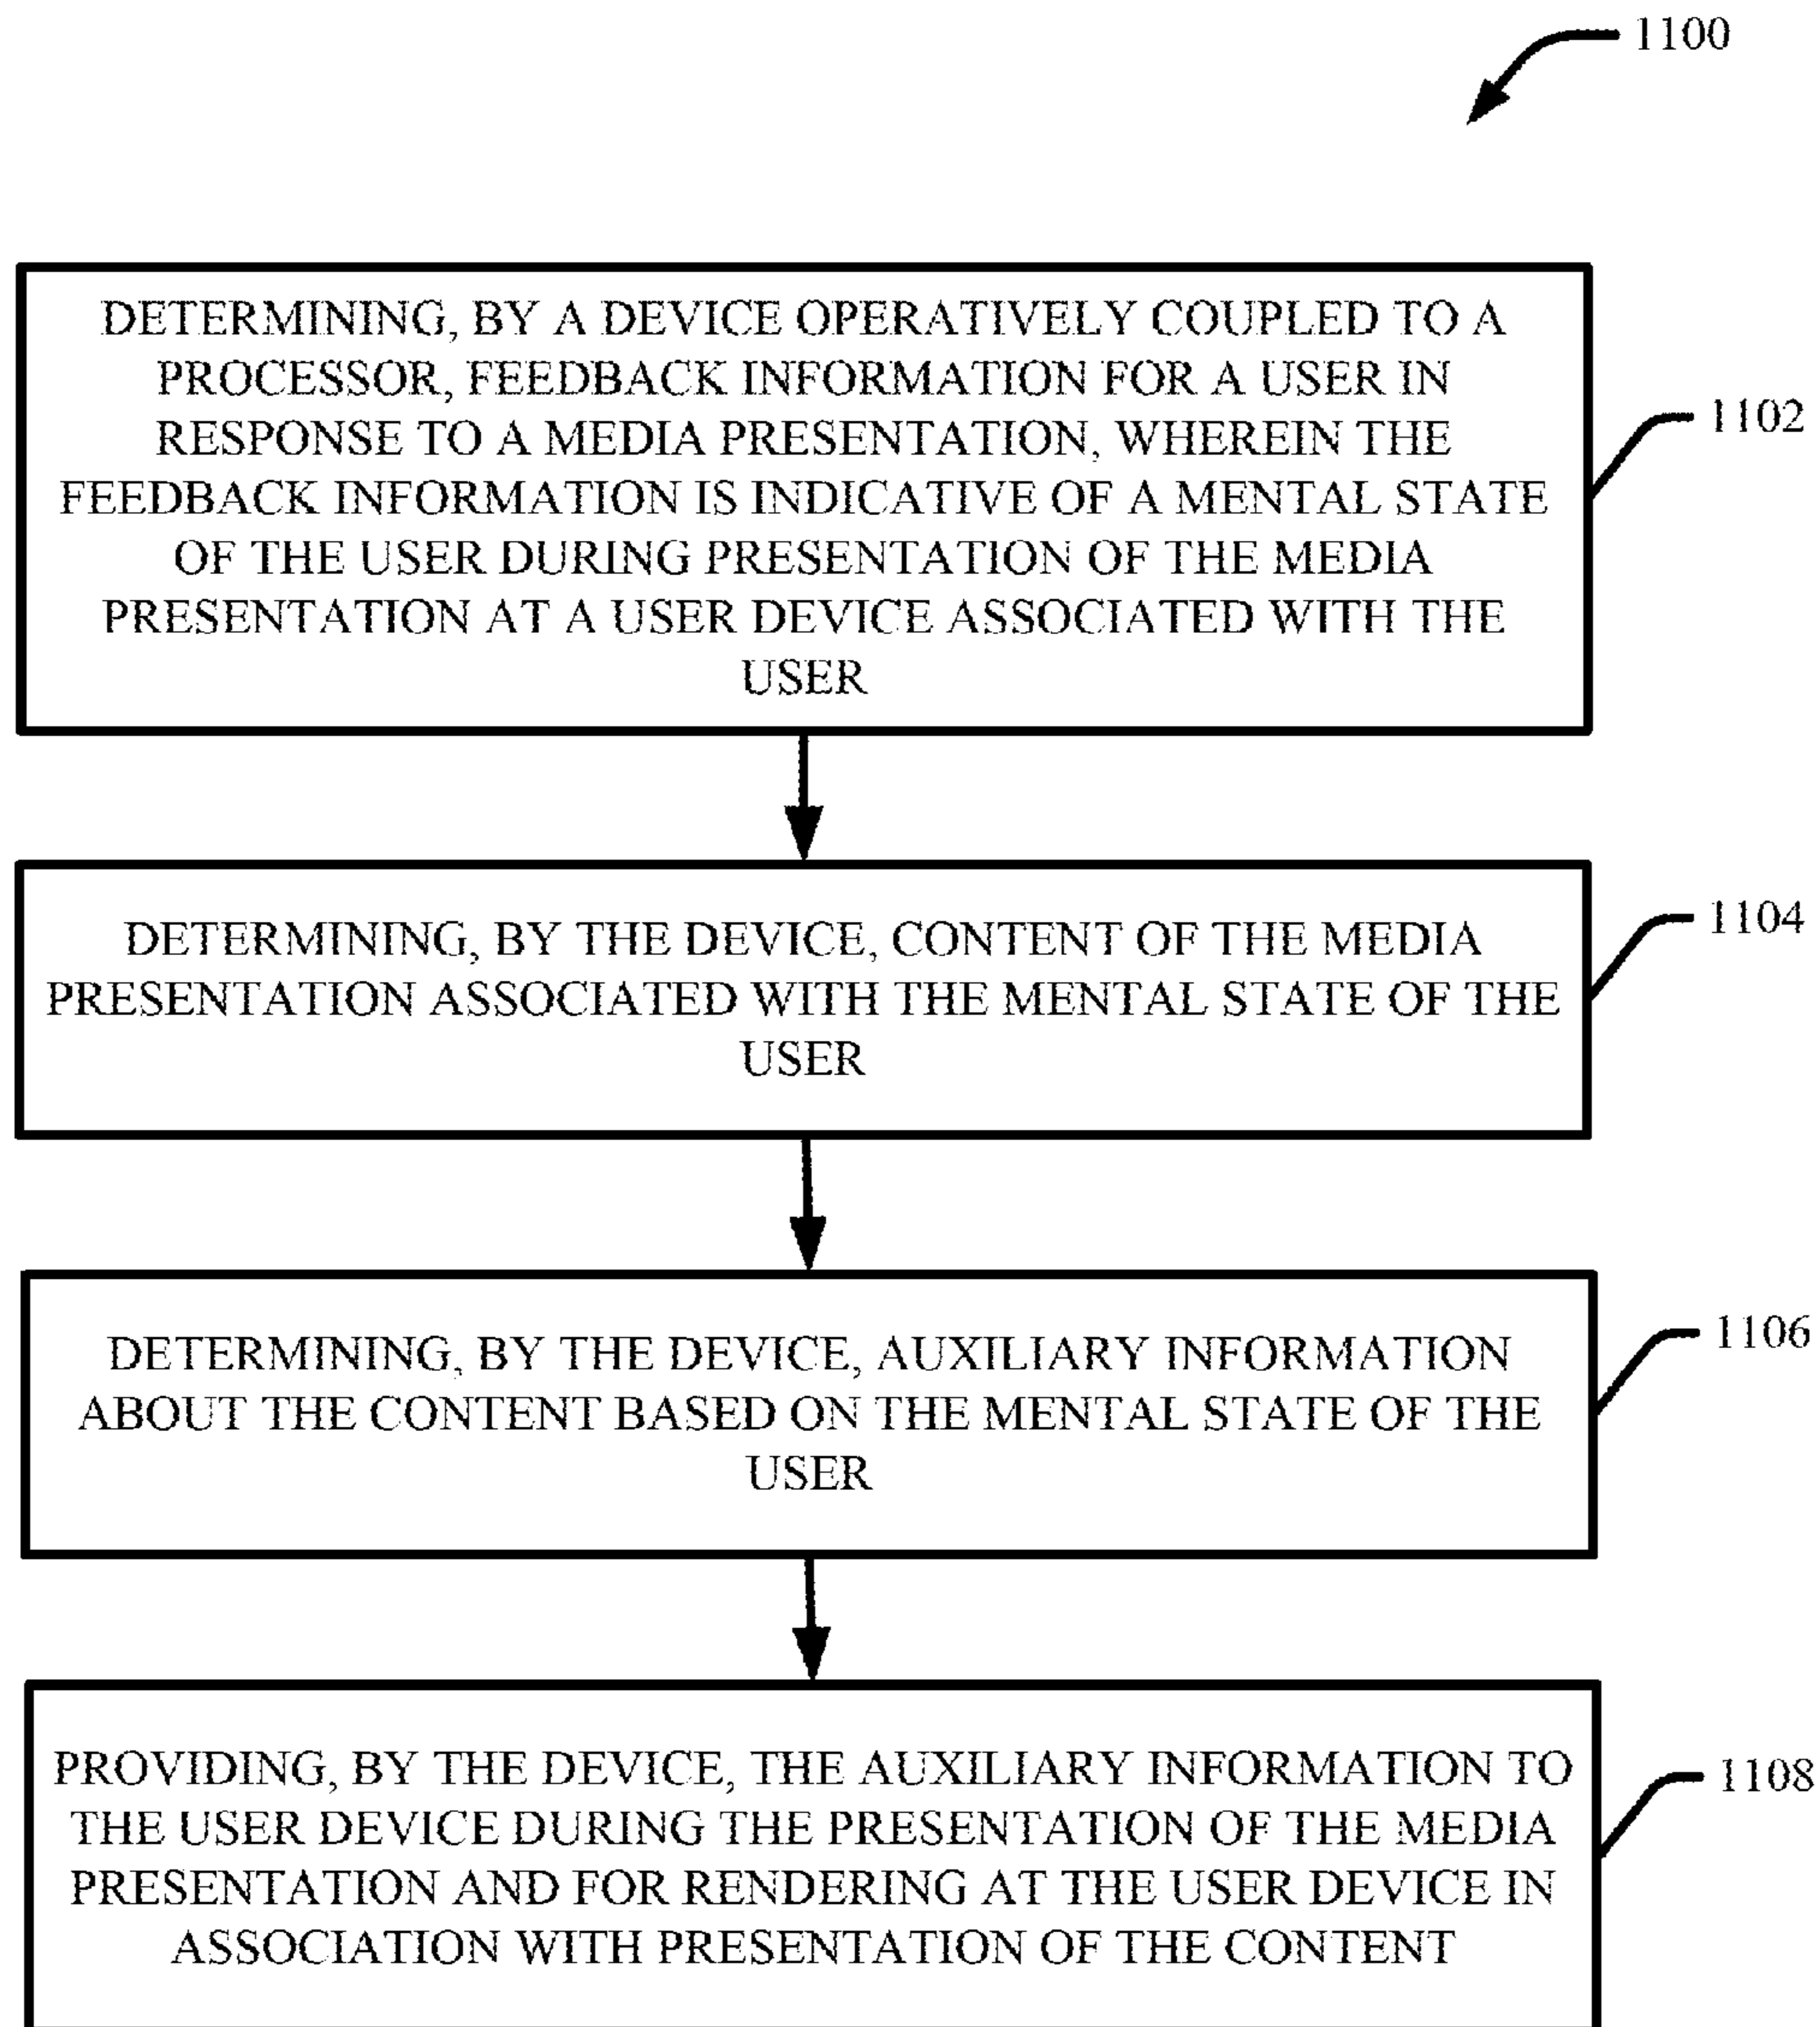 1100
DETERMINING, BY A DEVICE OPERATIVELY COUPLED TO A
PROCESSOR, FEEDBACK INFORMATION FOR A USER IN
RESPONSE TO A MEDIA PRESENTATION, WHEREIN THE
FEEDBACK INFORMATION IS INDICATIVE OF A MENTAL STATE
OF THE USER DURING PRESENTATION OF THE MEDIA
PRESENTATION AT A USER DEVICE ASSOCIATED WITH THE
USER
1102
DETERMINING, BY THE DEVICE, CONTENT OF THE MEDIA
PRESENTATION ASSOCIATED WITH THE MENTAL STATE OF THE
USER
1104
DETERMINING, BY THE DEVICE, AUXILIARY INFORMATION
ABOUT THE CONTENT BASED ON THE MENTAL STATE OF THE
USER
1106
PROVIDING, BY THE DEVICE, THE AUXILIARY INFORMATION TO
THE USER DEVICE DURING THE PRESENTATION OF THE MEDIA
PRESENTATION AND FOR RENDERING AT THE USER DEVICE IN
ASSOCIATION WITH PRESENTATION OF THE CONTENT
1108